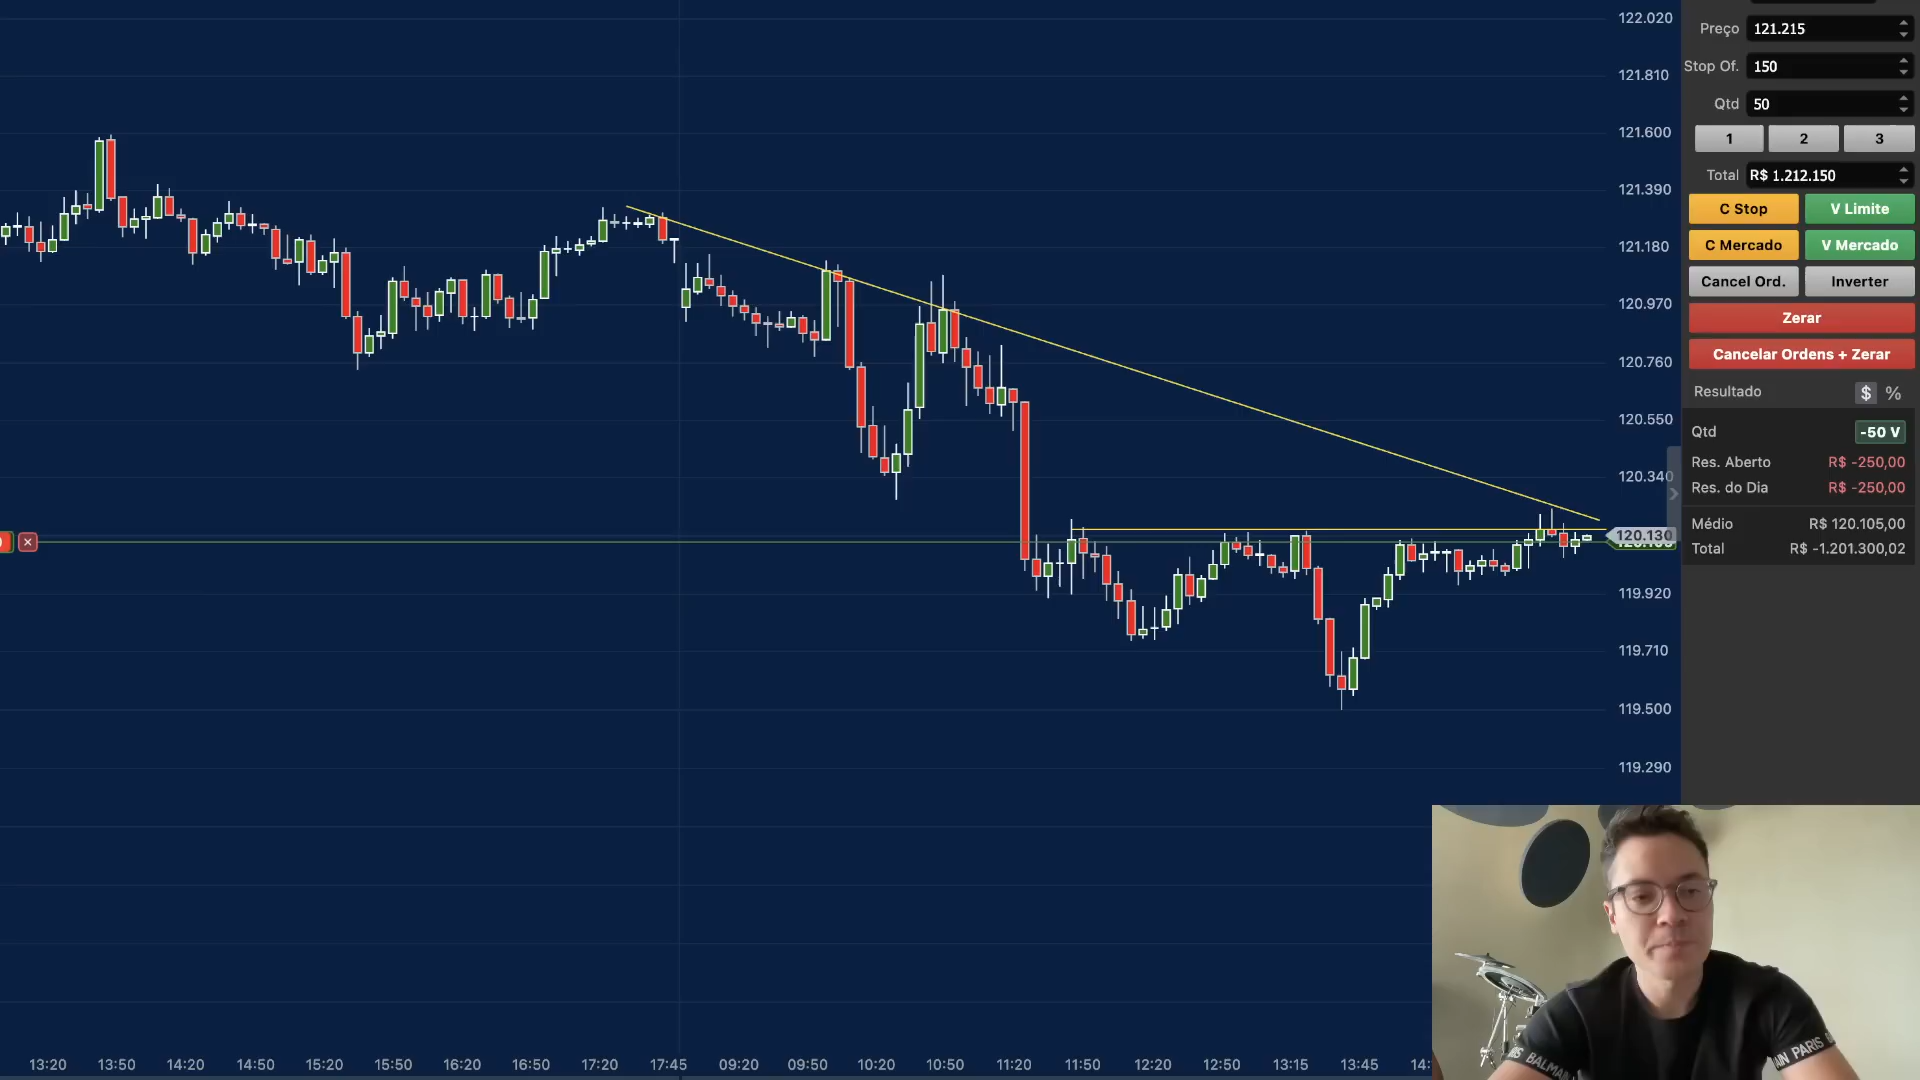 122.020
121.810
121.600
121.390
121.180
120.970
120.760
120.550
120.340
120.130
119.920
119.710
119.500
119.290
13:20 13:50 14:20 14:50 15:20 15:50 16:20 16:50 17:20 17:45 09:20 09:50 10:20 10:50 11:20 11:50 12:20 12:50 13:15 13:45
Preço 121.215
Stop Of. 150
Qtd 50
1 2 3
Total R$ 1.212.150
C Stop V Limite
C Mercado V Mercado
Cancel Ord. Inverter
Zerar
Cancelar Ordens + Zerar
Resultado $ %
Qtd -50 V
Res. Aberto R$ -250,00
Res. do Dia R$ -250,00
Médio R$ 120.105,00
Total R$ -1.201.300,02
PARIS